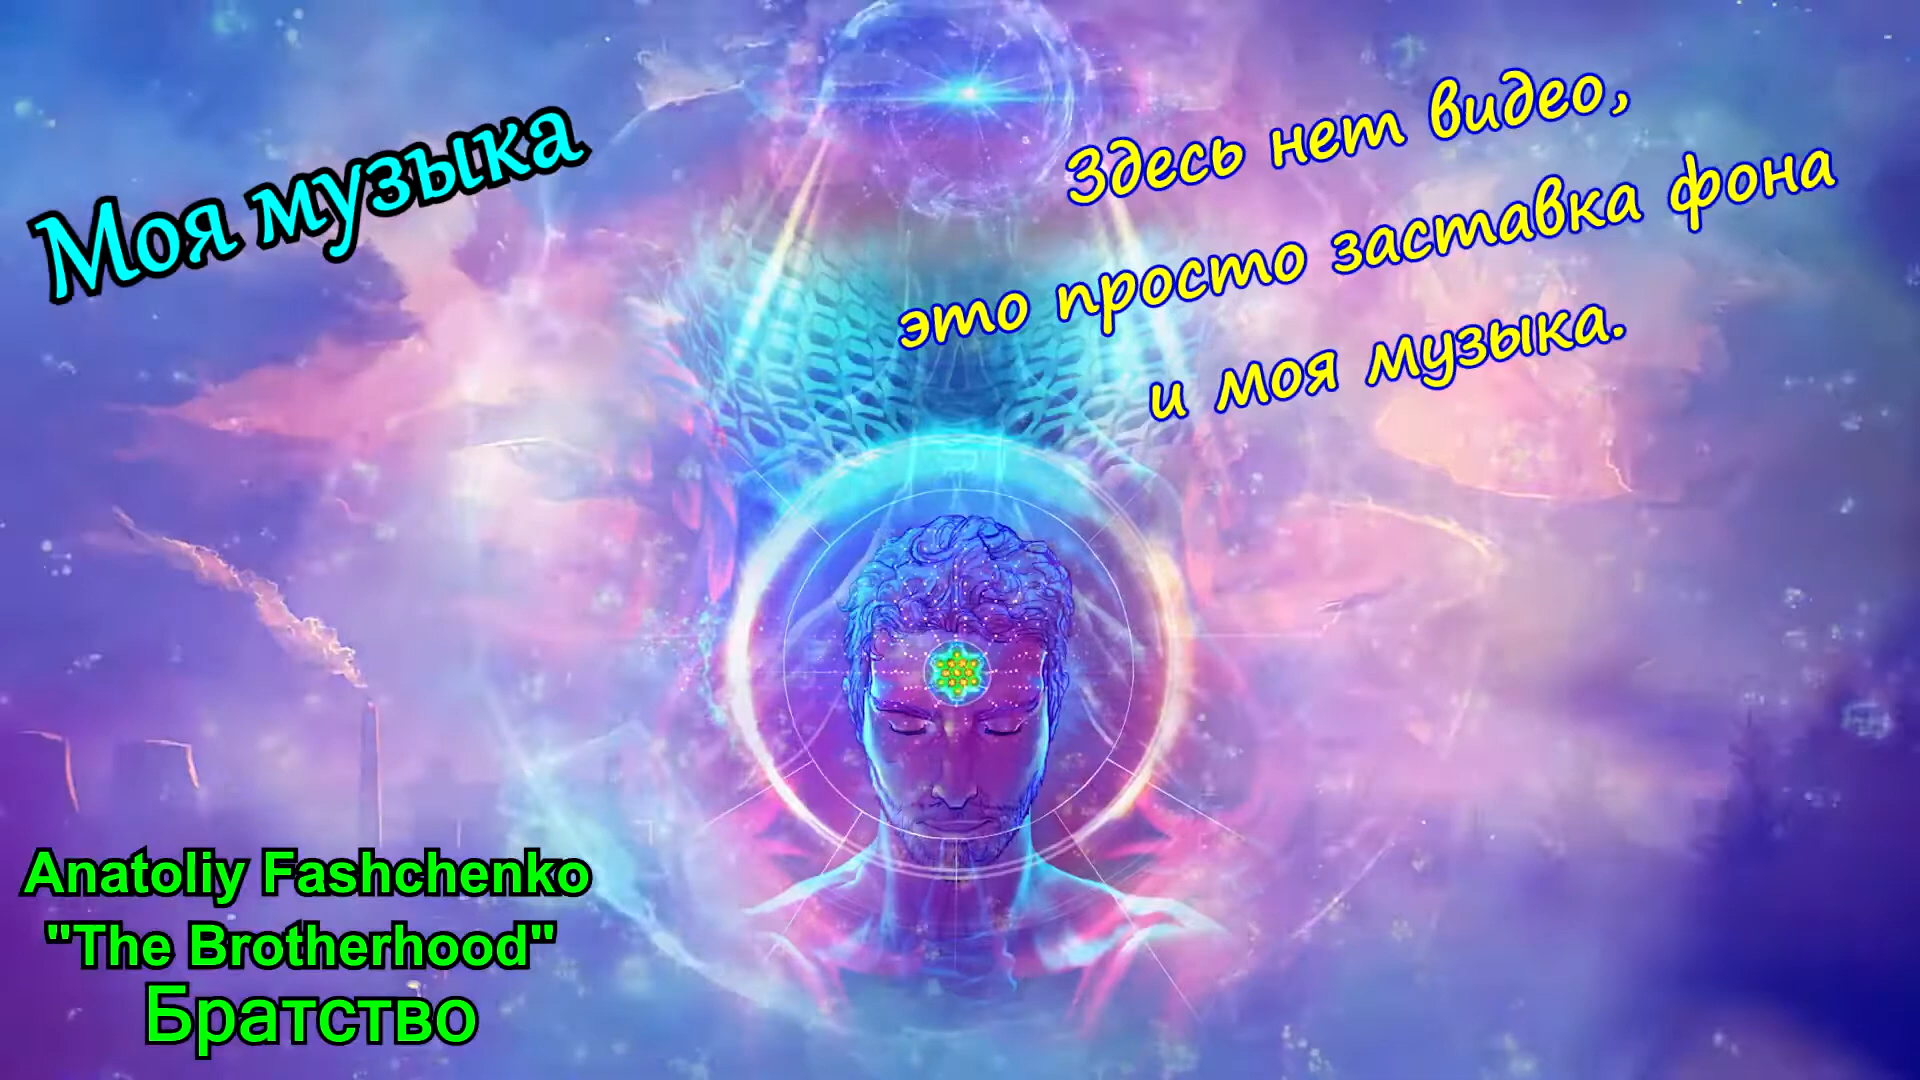 Моя музыка
Здесь нет видео,
это просто заставка фона
и моя музыка.
Anatoliy Fashchenko
"The Brotherhood"
Братство